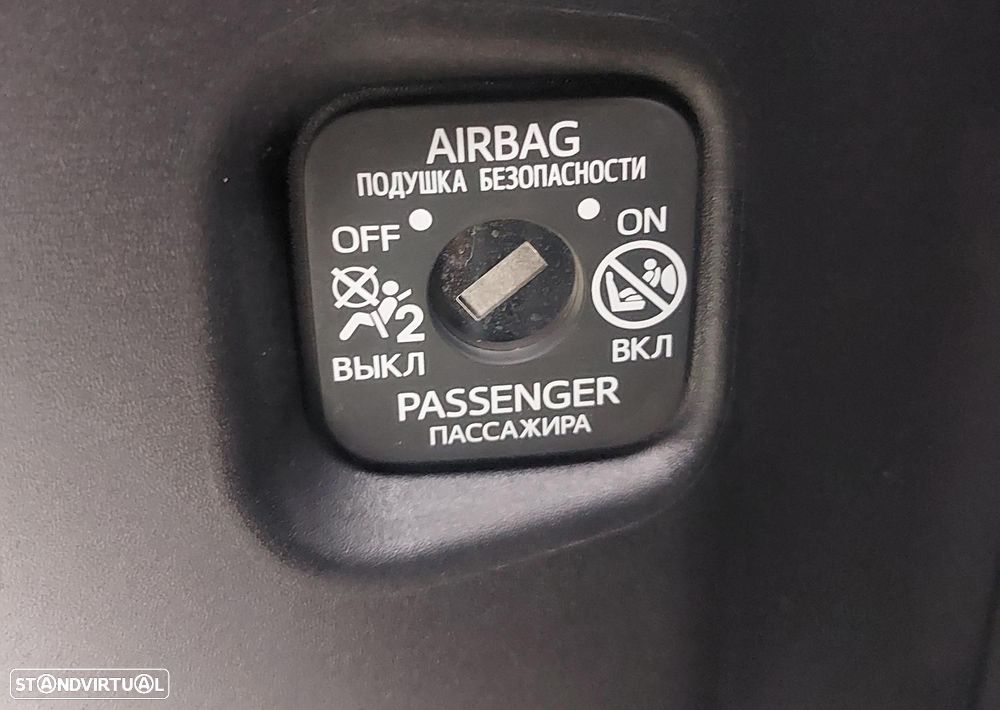 AIRBAG
ПОДУШКА БЕЗОПАСНОСТИ
OFF
ON
2
ВЫКЛ
ВКЛ
PASSENGER
ПАССАЖИРА
STANDVIRTUAL